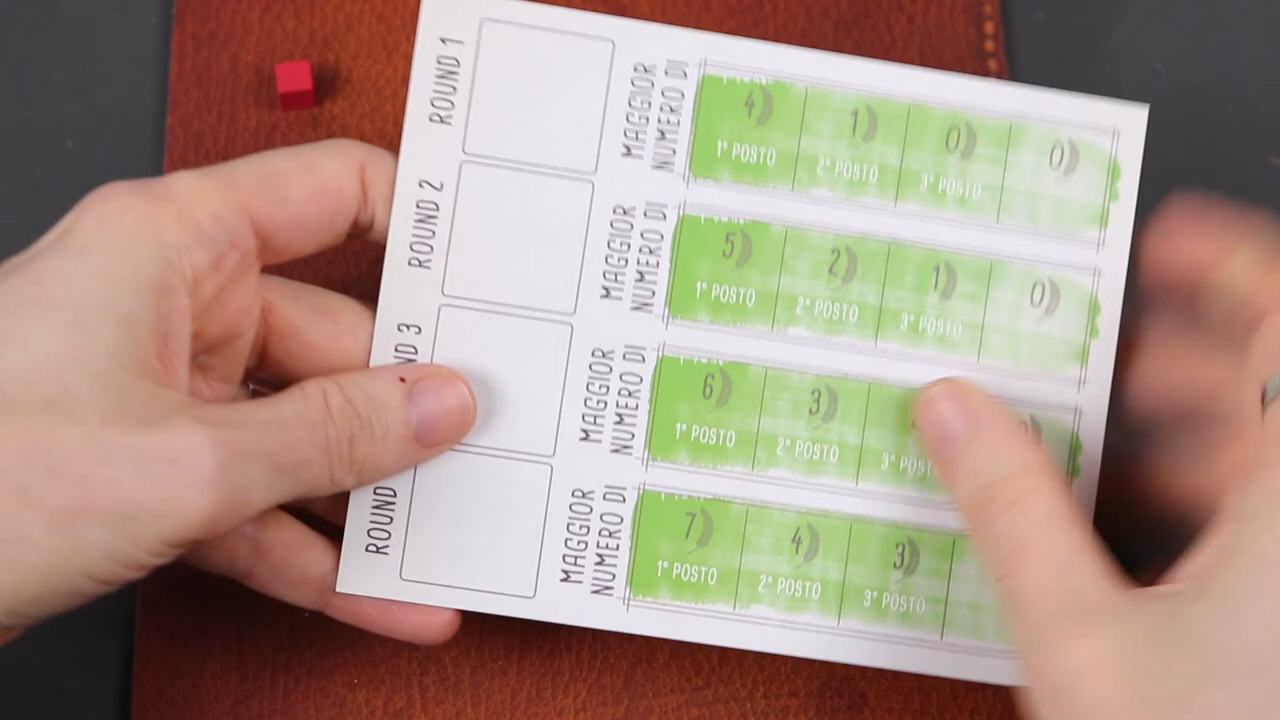 ROUND 1
MAGGIOR
NUMERO DI
4 1 0 0
1° POSTO 2° POSTO 3° POSTO
ROUND 2
MAGGIOR
NUMERO DI
5 2 1 0
1° POSTO 2° POSTO 3° POSTO
ND 3
MAGGIOR
NUMERO DI
6 3
1° POSTO 2° POSTO 3° POSTO
ROUND
MAGGIOR
NUMERO DI
7 4 3
1° POSTO 2° POSTO 3° POSTO